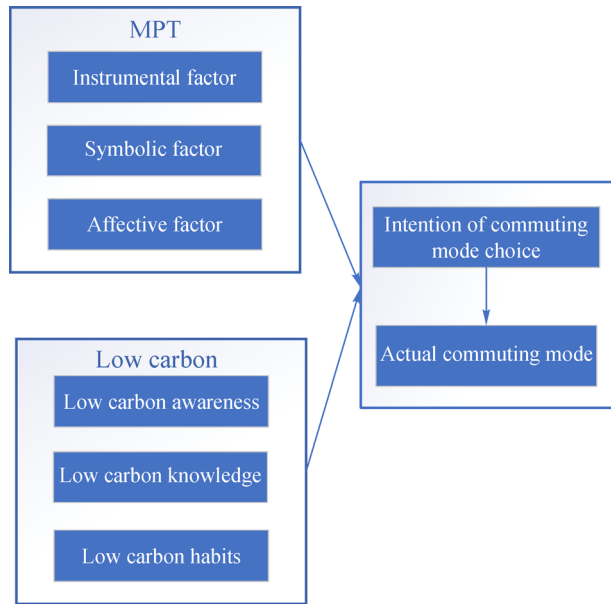 MPT
Instrumental factor
Symbolic factor
Affective factor
Intention of commuting
mode choice
Actual commuting mode
Low carbon
Low carbon awareness
Low carbon knowledge
Low carbon habits